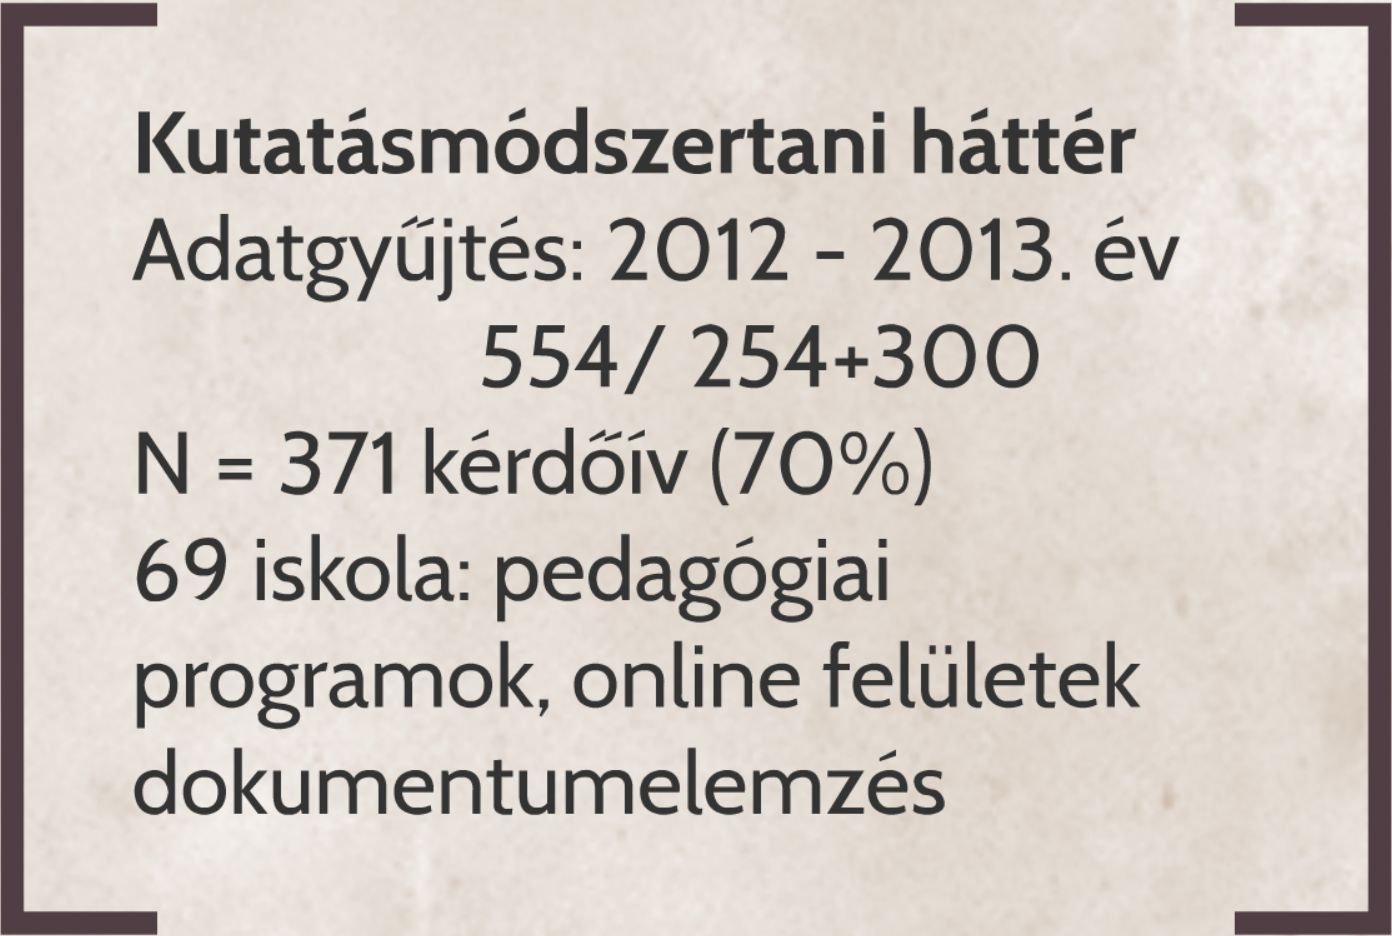 Kutatásmódszertani háttér
Adatgyűjtés: 2012 - 2013. év
554/ 254+300
N = 371 kérdőív (70%)
69 iskola: pedagógiai
programok, online felületek
dokumentumelemzés